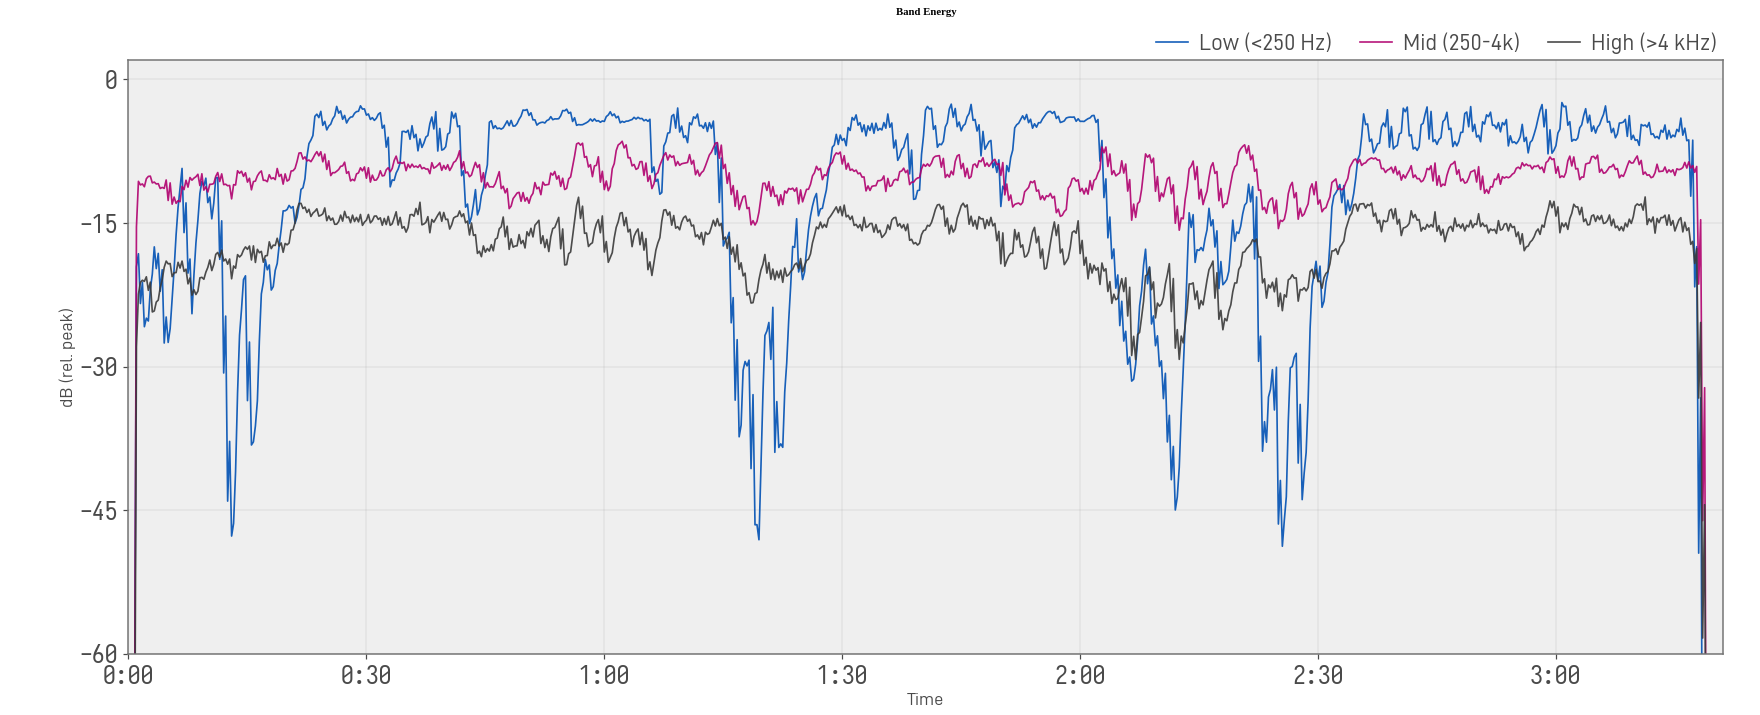 Band Energy
Low (<250 Hz) Mid (250-4k) High (>4 kHz)
0
−15
−30
−45
−60
dB (rel. peak)
0:00 0:30 1:00 1:30 2:00 2:30 3:00
Time